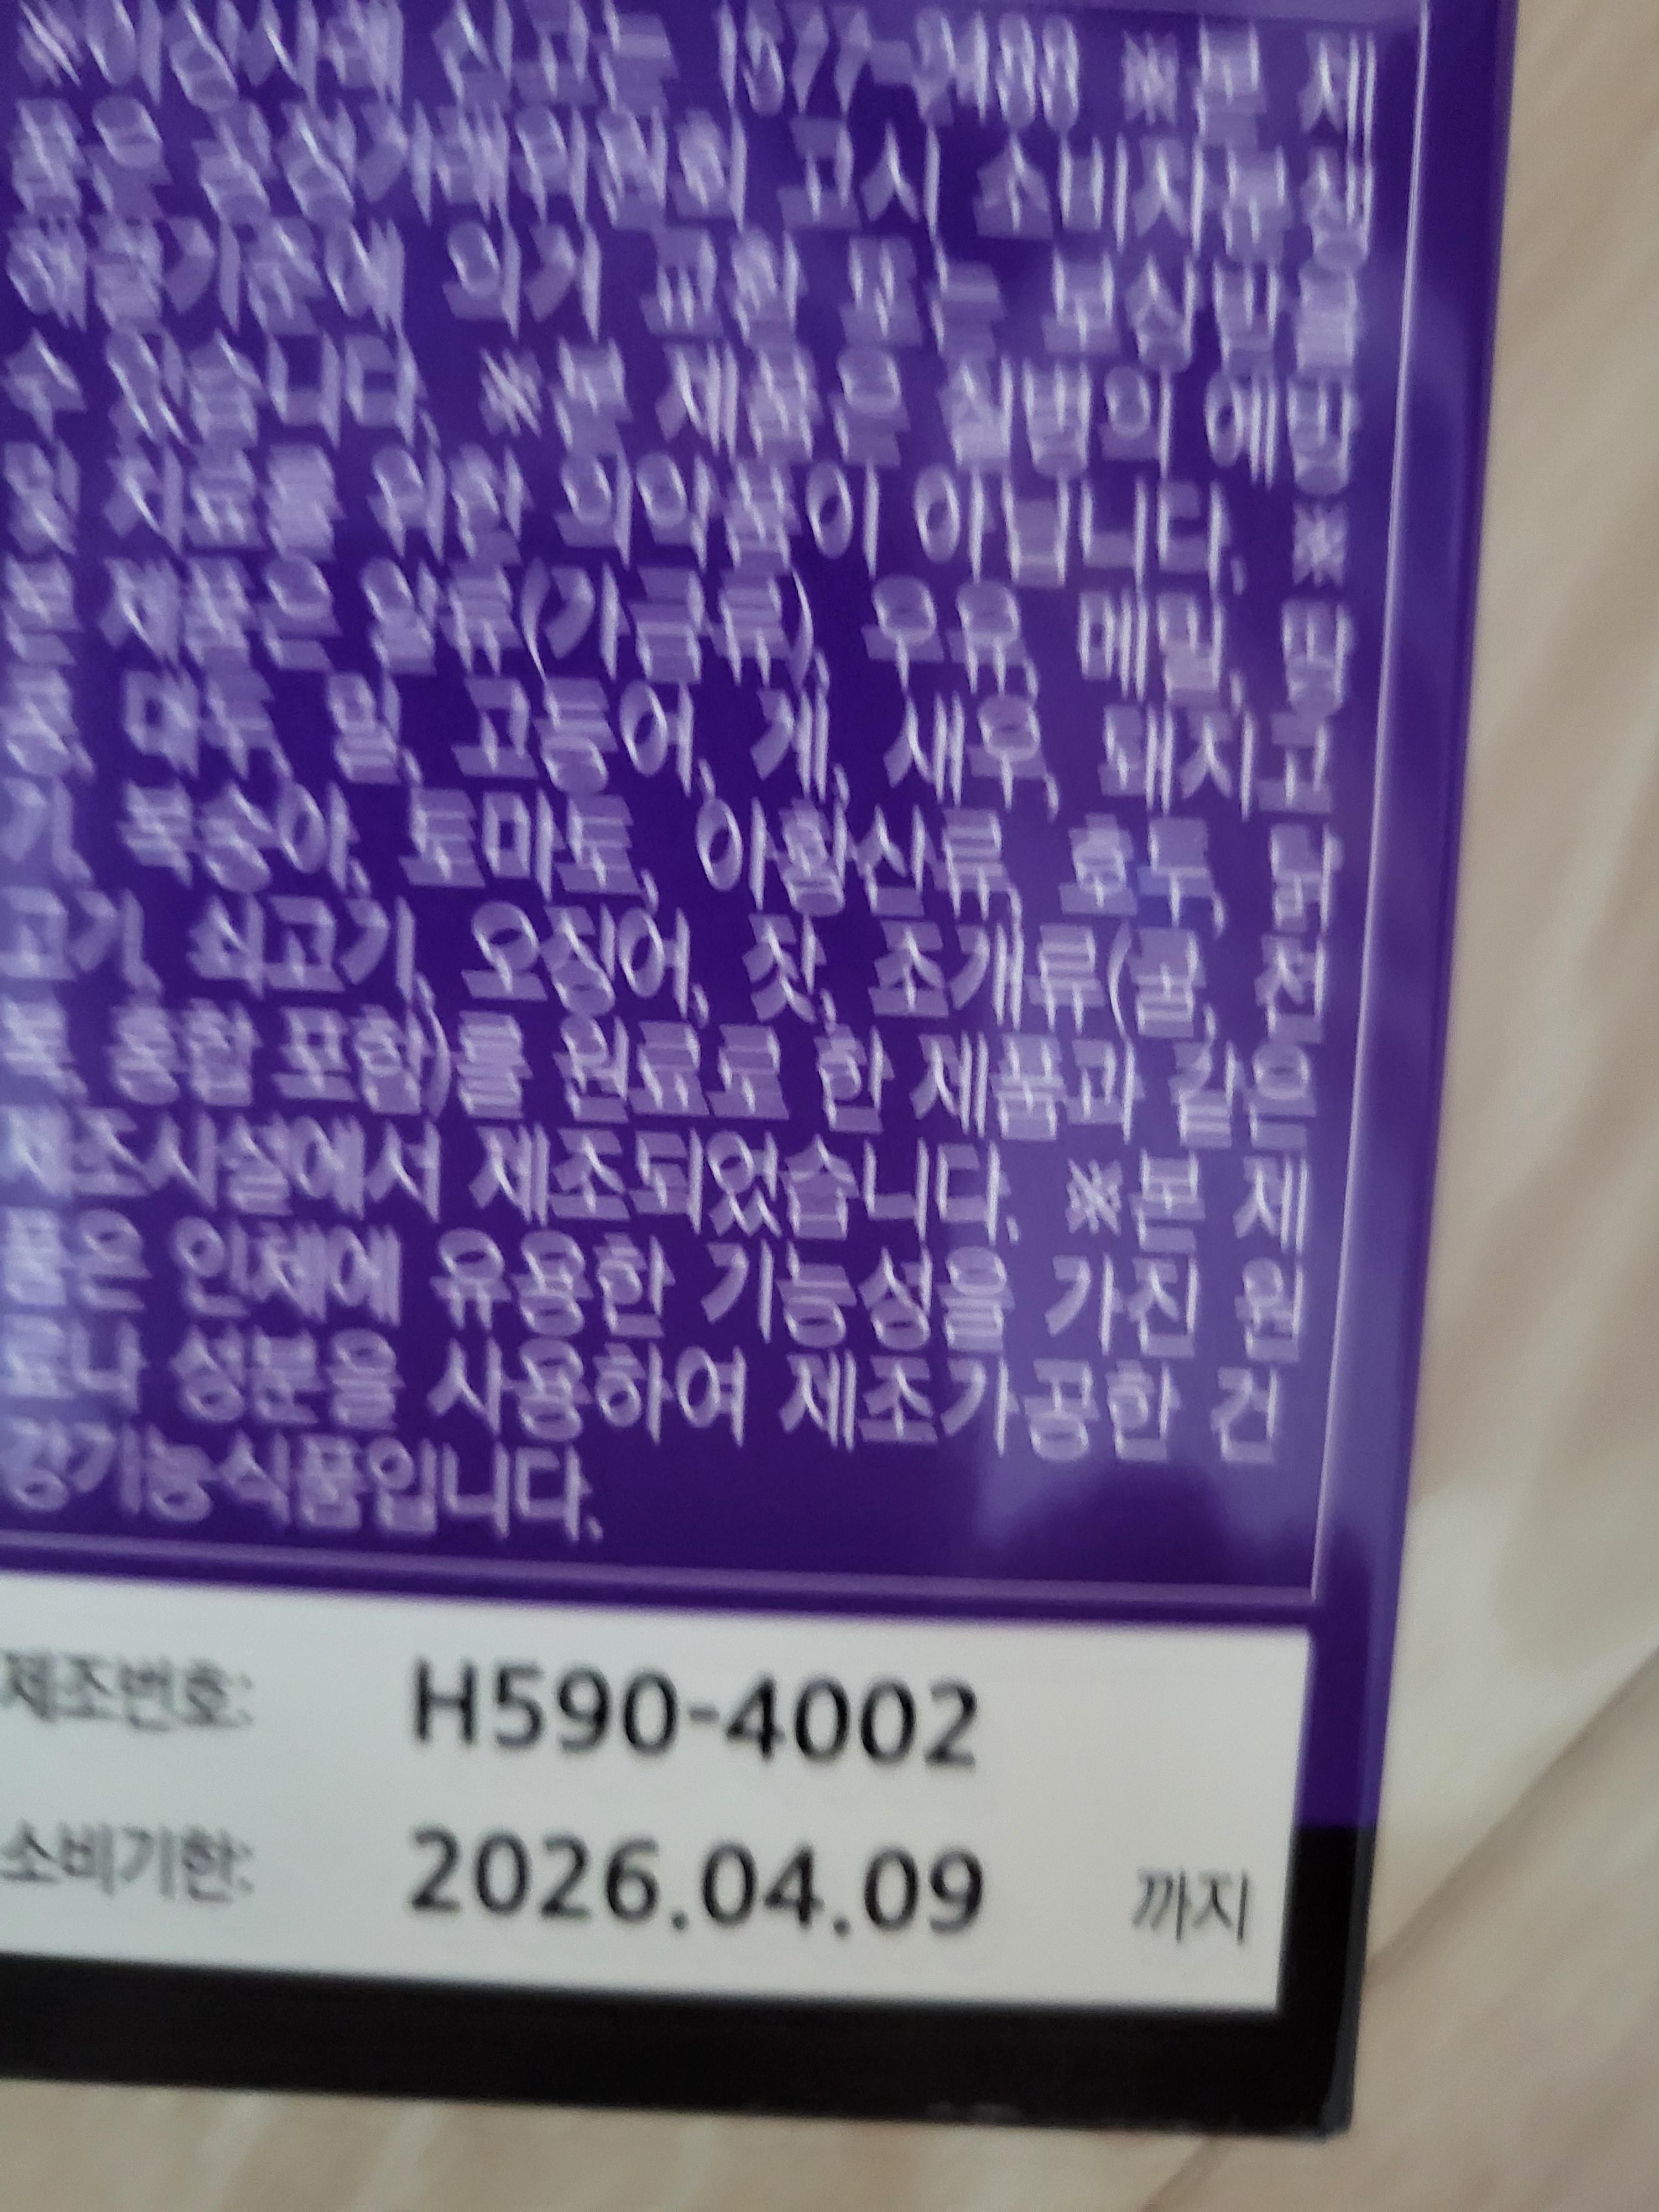 ※이상사례 신고는 1577-2488 ※본 제
품은 공정거래위원회 고시 소비자분쟁
해결기준에 의거 교환 또는 보상받을
수 있습니다. ※본 제품은 질병의 예방
및 치료를 위한 의약품이 아닙니다. ※
본 제품은 알류(가금류), 우유, 메밀, 땅
콩, 대두, 밀, 고등어, 게, 새우, 돼지고
기, 복숭아, 토마토, 아황산류, 호두, 닭
고기, 쇠고기, 오징어, 잣, 조개류(굴, 전
복, 홍합 포함)를 원료로 한 제품과 같은
제조시설에서 제조되었습니다. ※본 제
품은 인체에 유용한 기능성을 가진 원
료나 성분을 사용하여 제조가공한 건
강기능식품입니다.
제조번호: H590-4002
소비기한: 2026.04.09 까지